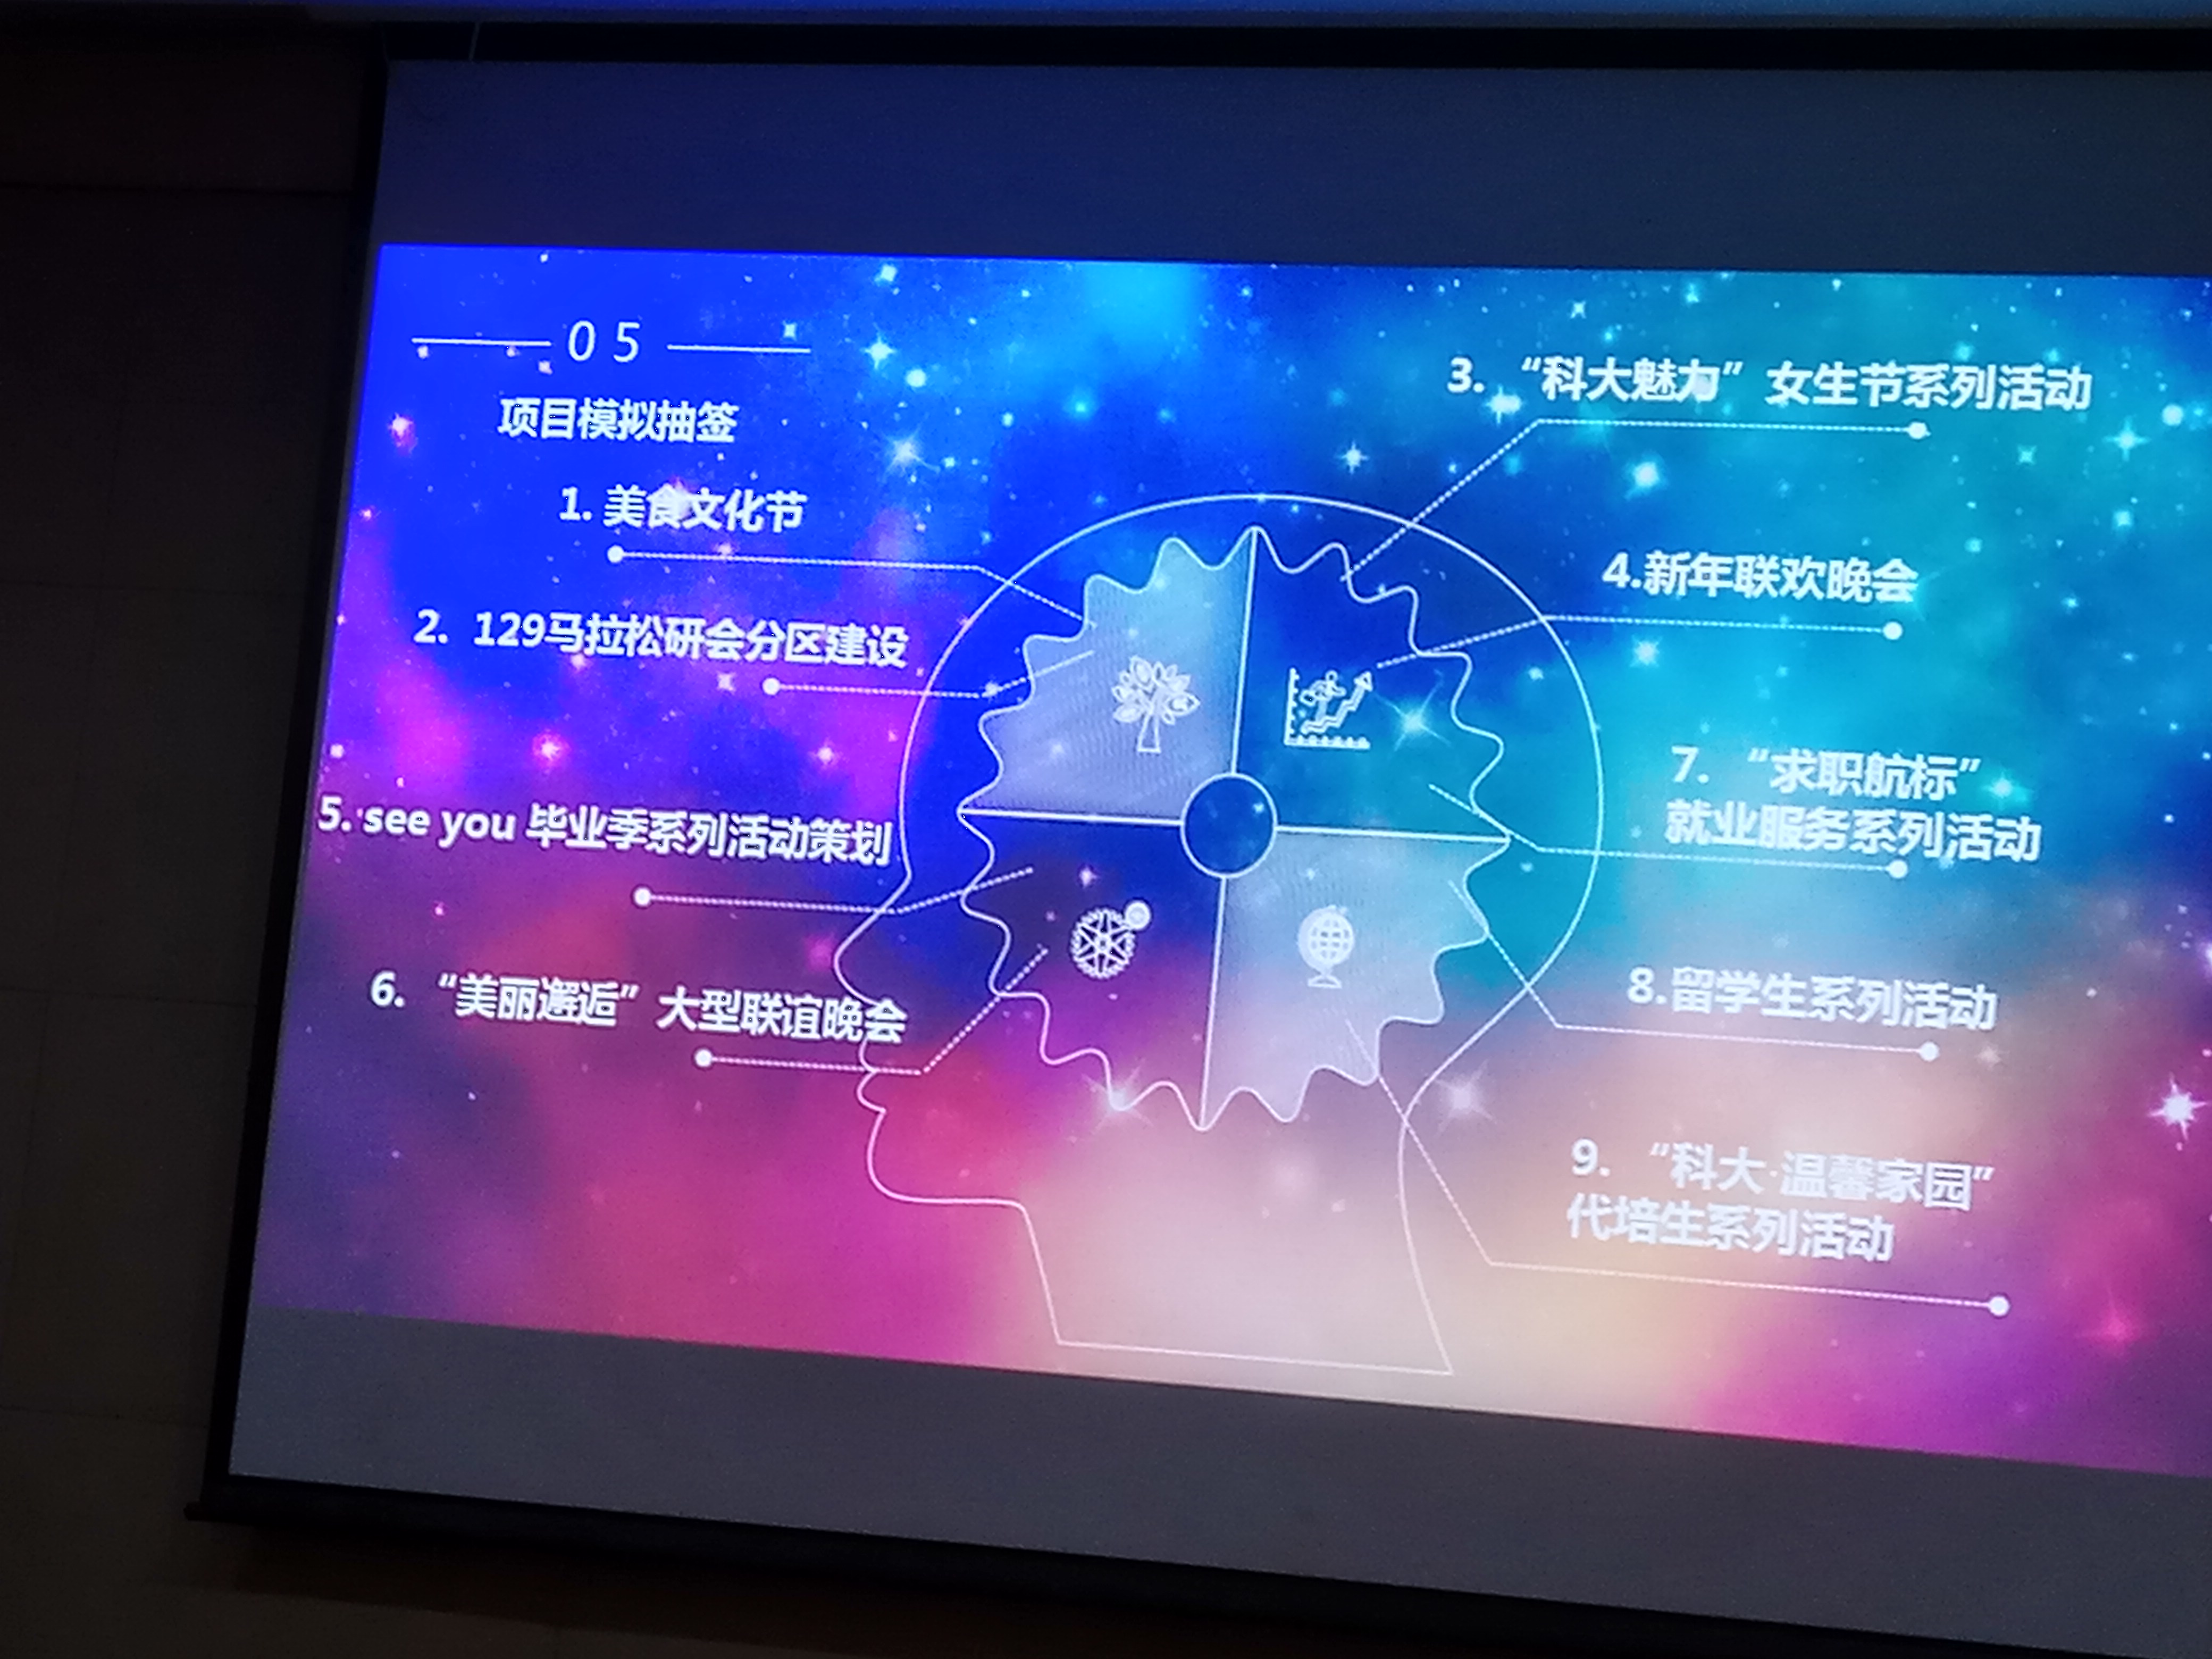 05
项目模拟抽签
1. 美食文化节
2. 129马拉松研会分区建设
3. “科大魅力”女生节系列活动
4.新年联欢晚会
5. see you 毕业季系列活动策划
6. “美丽邂逅”大型联谊晚会
7. “求职航标”
就业服务系列活动
8.留学生系列活动
9. “科大·温馨家园”
代培生系列活动